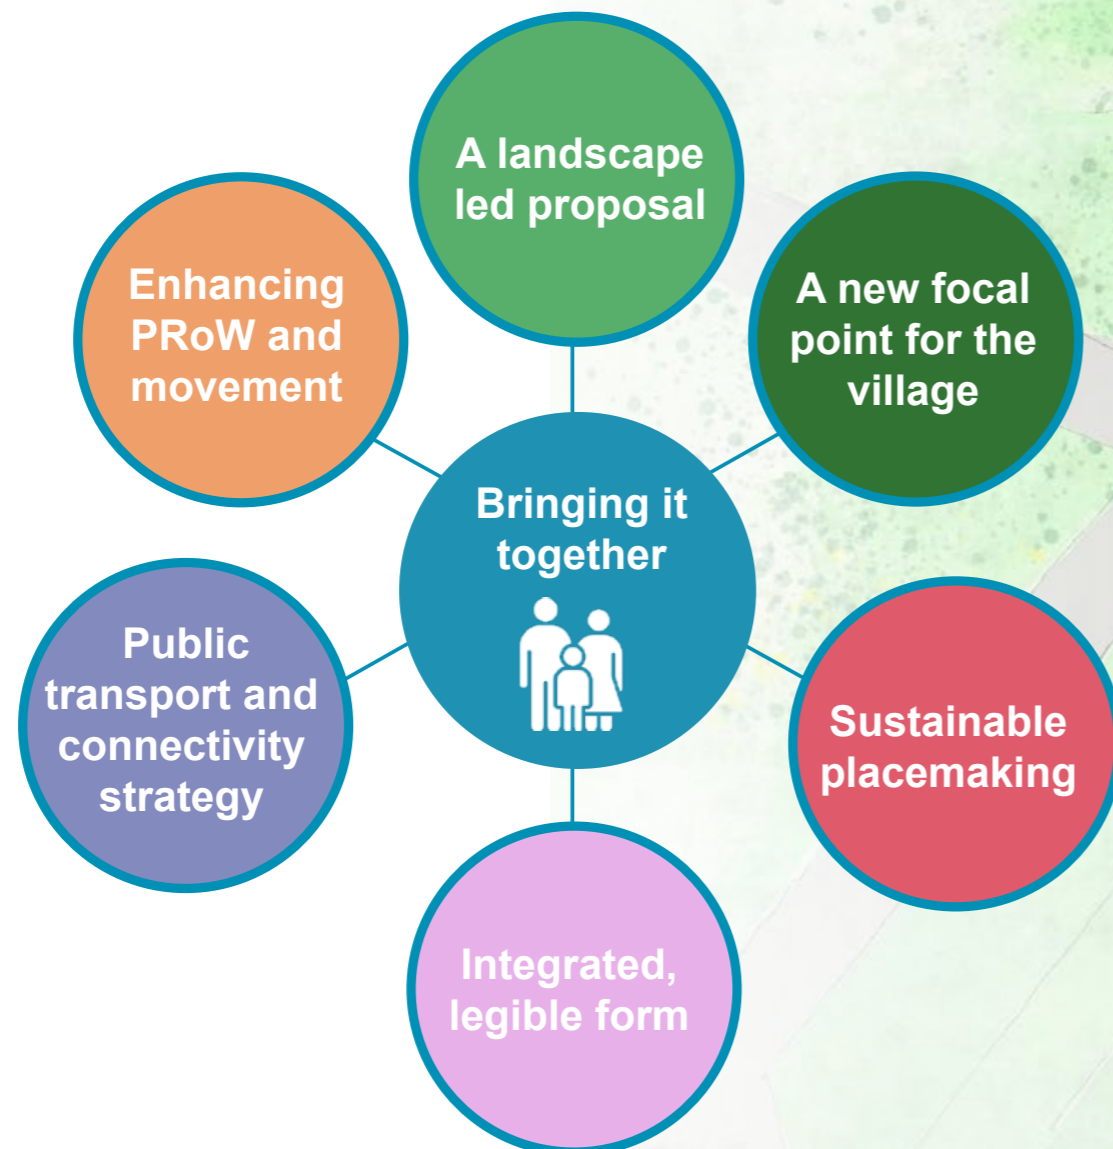 A landscape
led proposal
Enhancing
PRoW and
movement
A new focal
point for the
village
Bringing it
together
Public
transport and
connectivity
strategy
Sustainable
placemaking
Integrated,
legible form